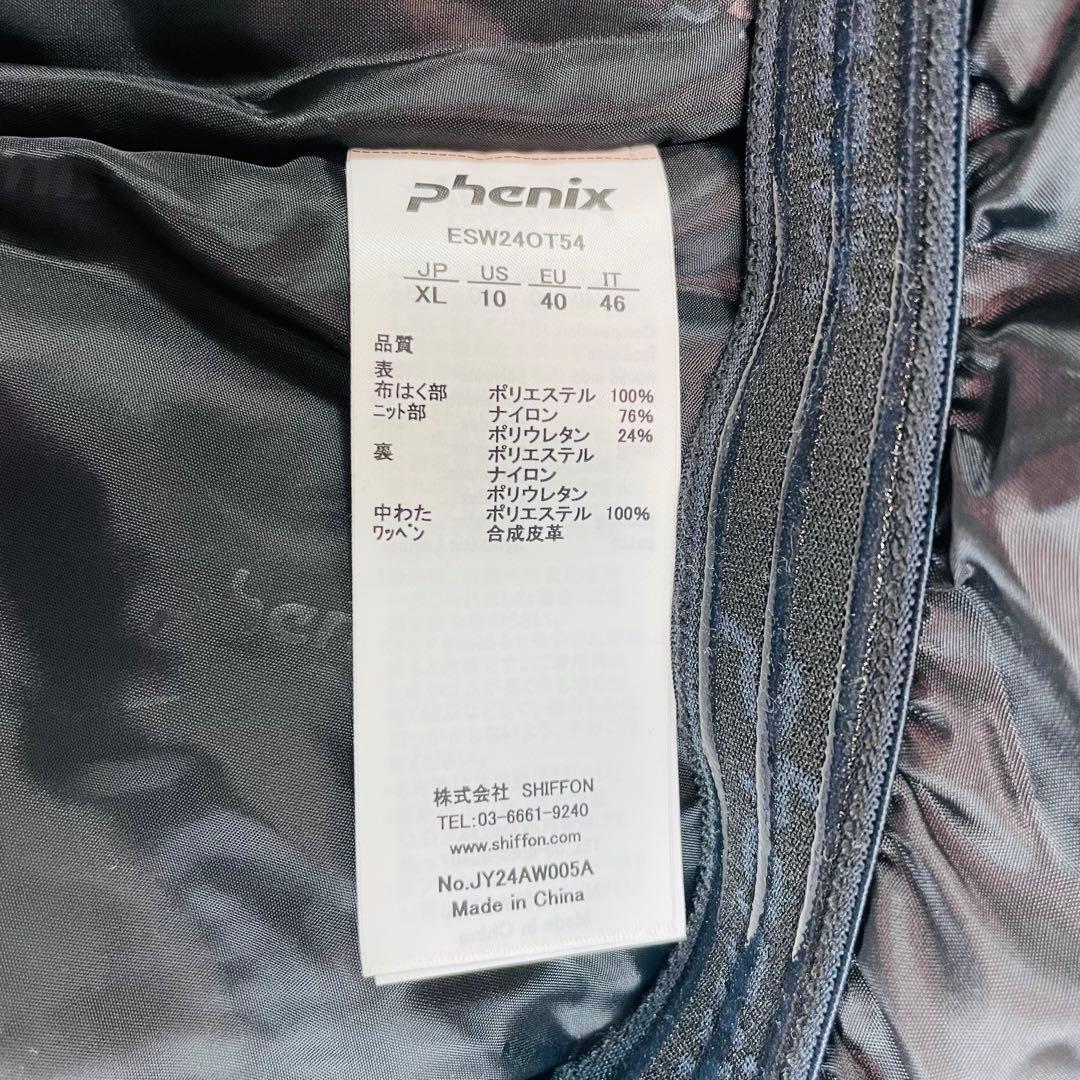 phenix
ESW24OT54
JP US EU IT
XL 10 40 46
品質
表
布はく部 ポリエステル 100%
ニット部 ナイロン 76%
ポリウレタン 24%
裏 ポリエステル
ナイロン
ポリウレタン
中わた ポリエステル 100%
ワッペン 合成皮革
株式会社 SHIFFON
TEL:03-6661-9240
www.shiffon.com
No.JY24AW005A
Made in China